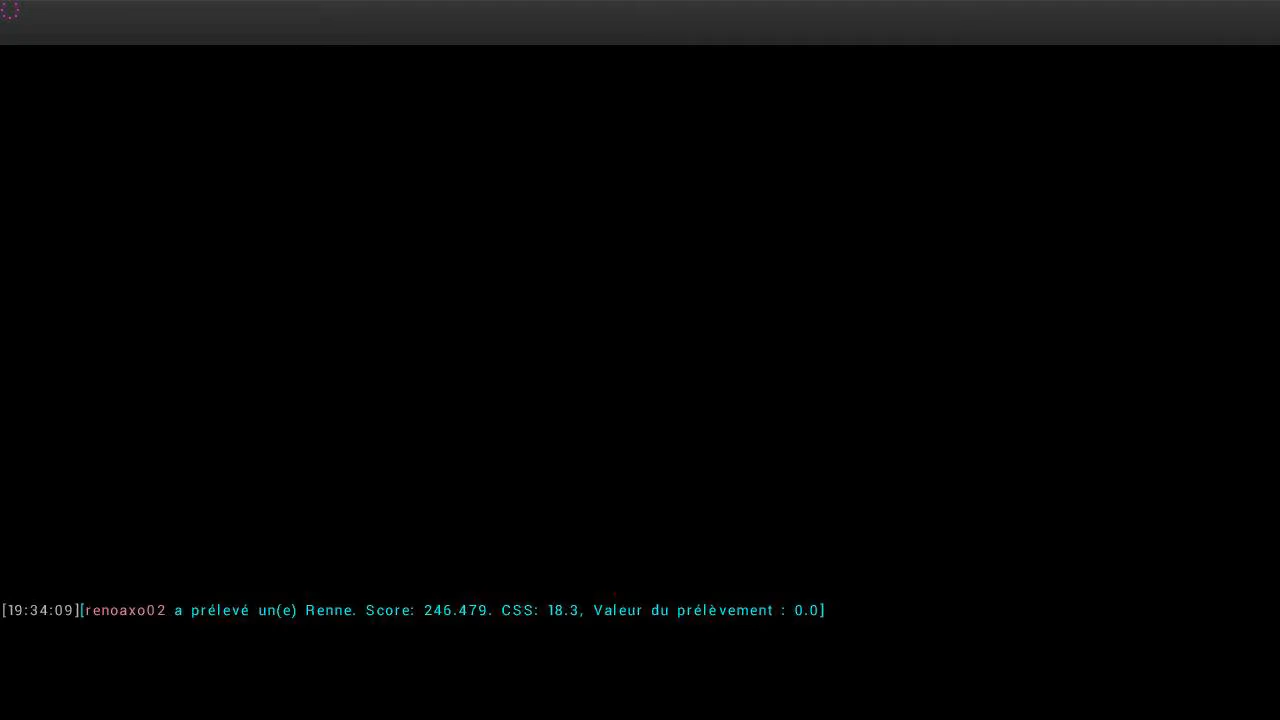 [19:34:09][renoaxo02 a prélevé un(e) Renne. Score: 246.479. CSS: 18.3, Valeur du prélèvement : 0.0]